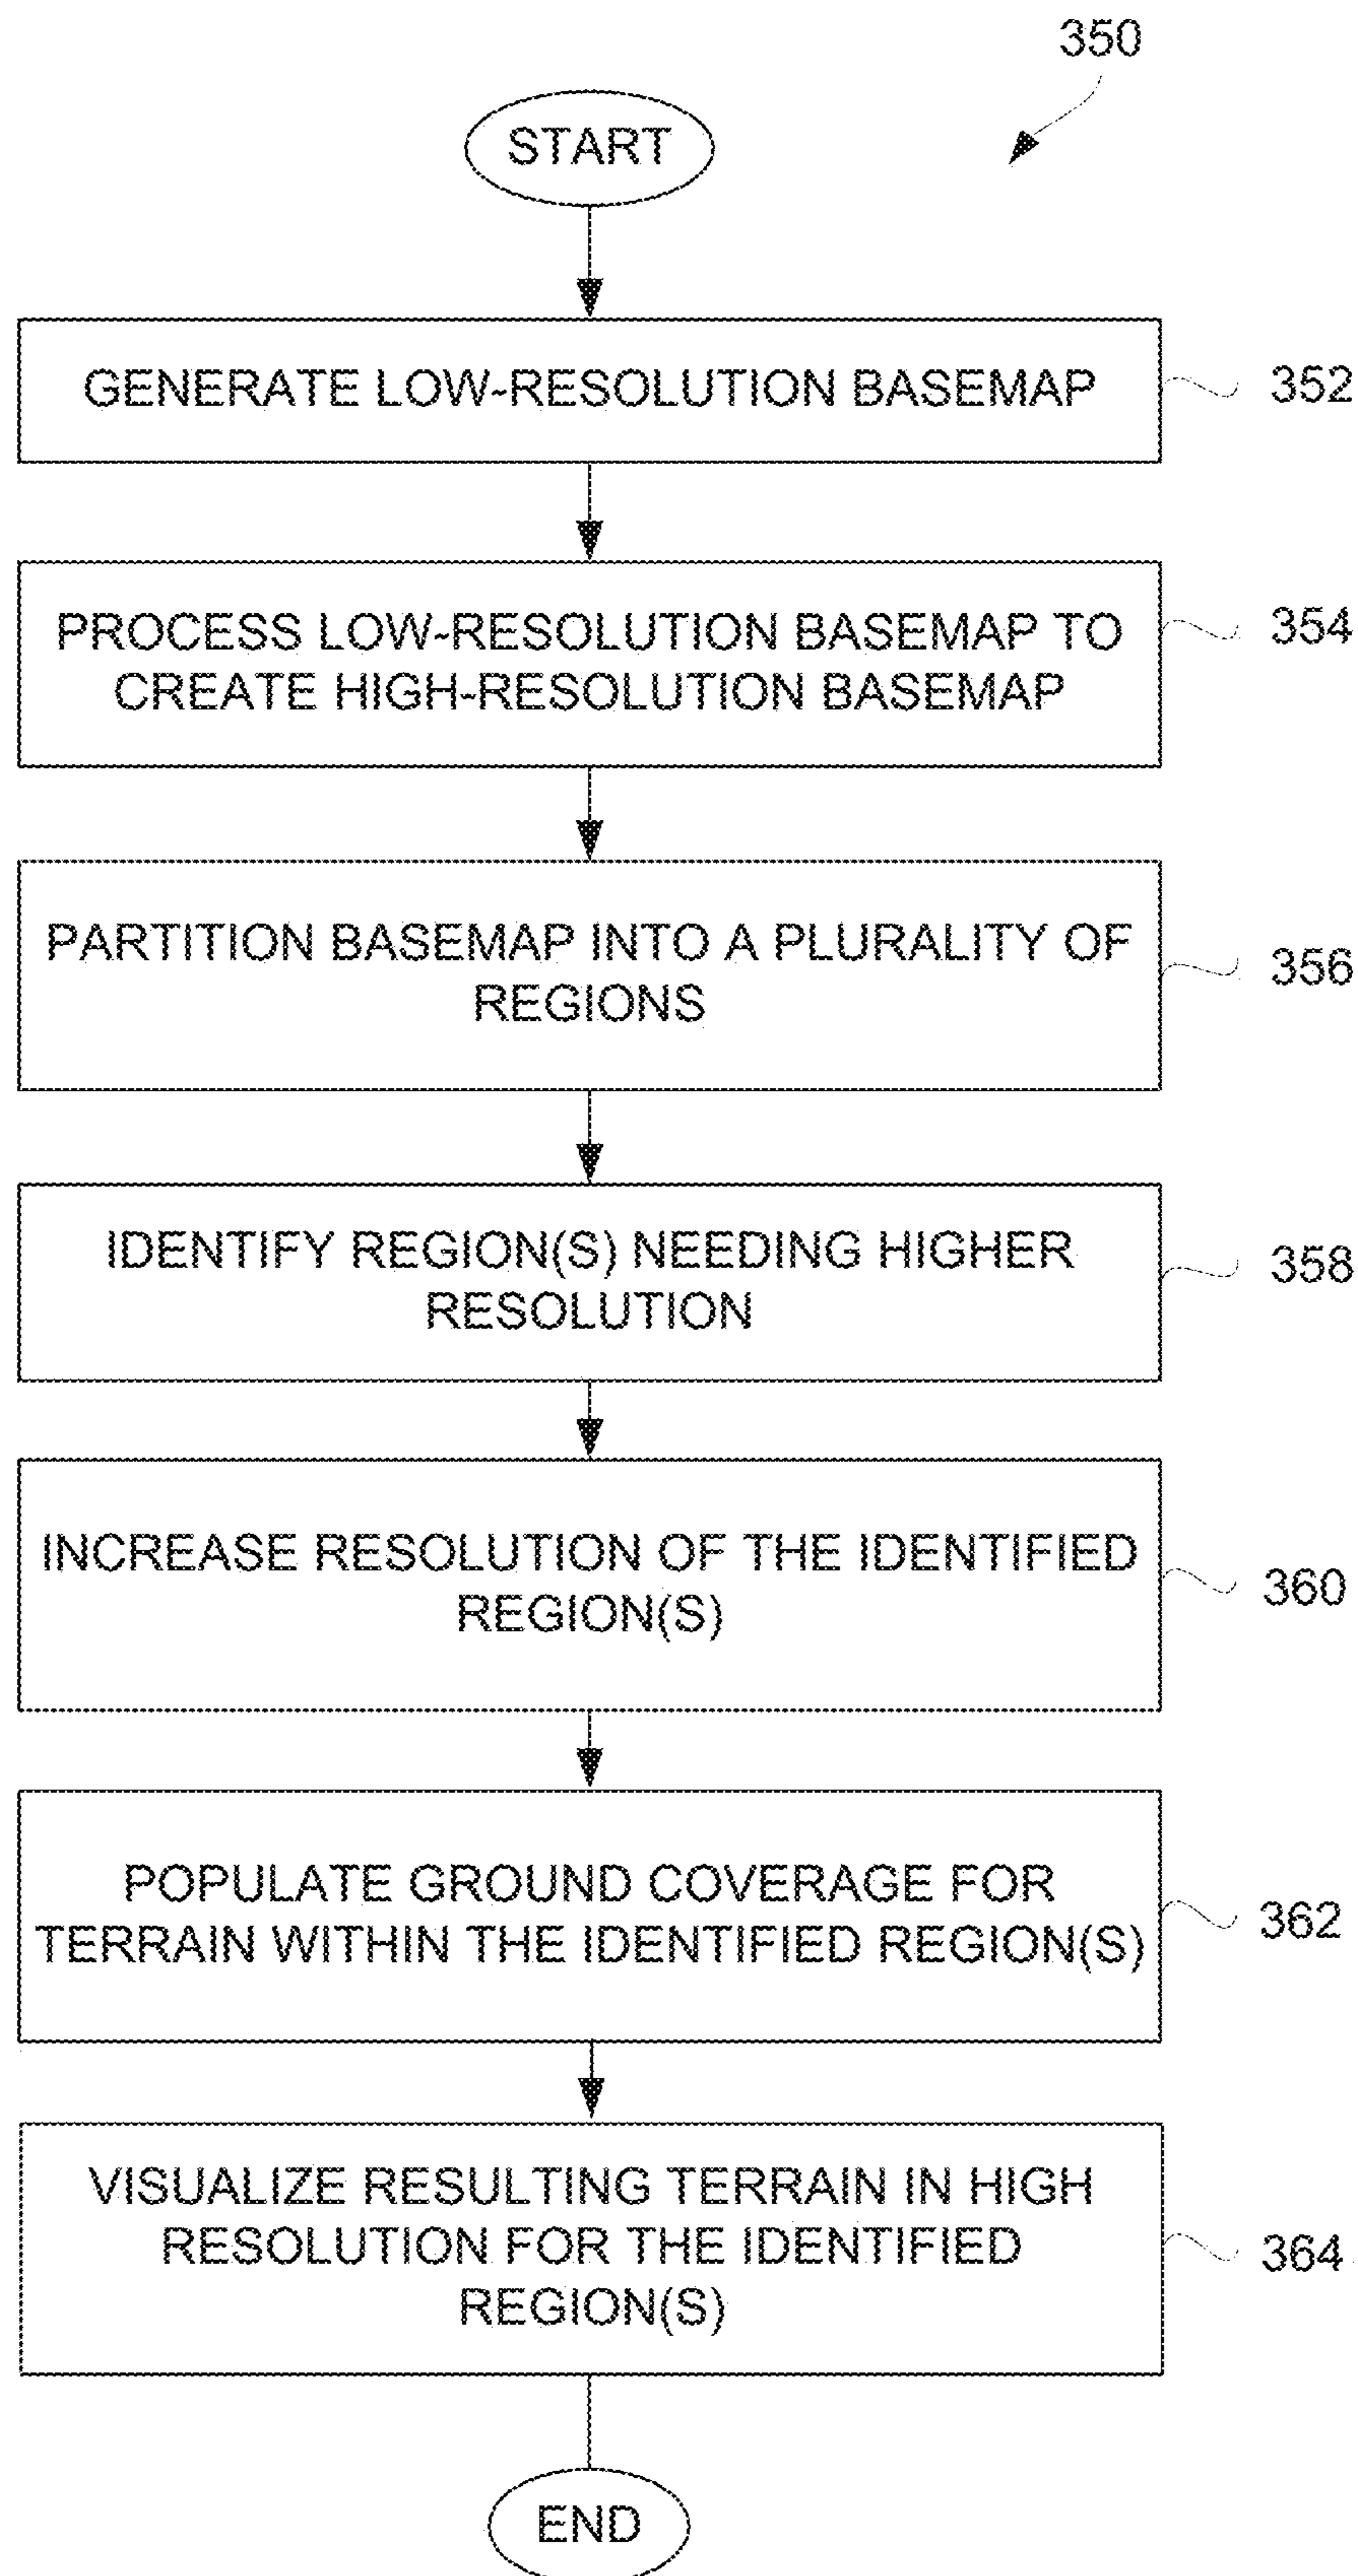 350
START
GENERATE LOW-RESOLUTION BASEMAP
352
PROCESS LOW-RESOLUTION BASEMAP TO
CREATE HIGH-RESOLUTION BASEMAP
354
PARTITION BASEMAP INTO A PLURALITY OF
REGIONS
356
IDENTIFY REGION(S) NEEDING HIGHER
RESOLUTION
358
INCREASE RESOLUTION OF THE IDENTIFIED
REGION(S)
360
POPULATE GROUND COVERAGE FOR
TERRAIN WITHIN THE IDENTIFIED REGION(S)
362
VISUALIZE RESULTING TERRAIN IN HIGH
RESOLUTION FOR THE IDENTIFIED
REGION(S)
364
END